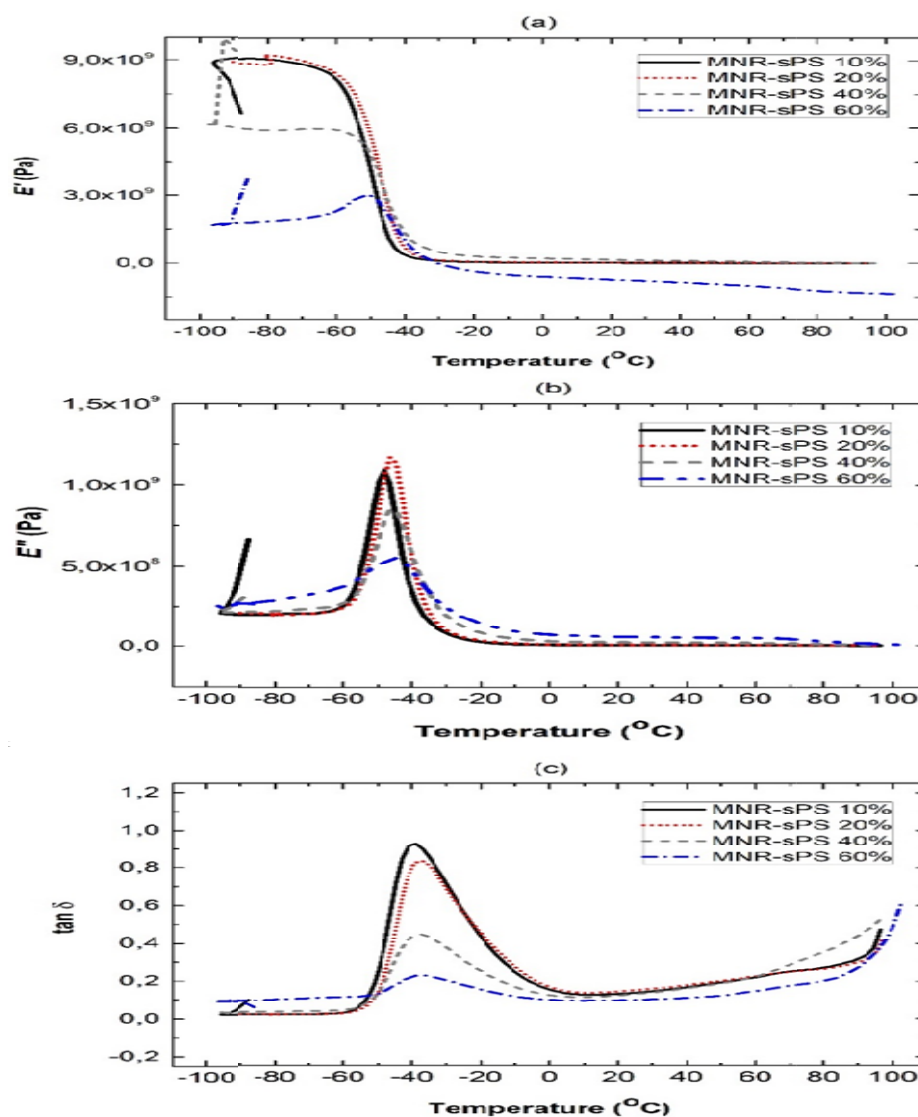 (a)
9,0x10⁹
6,0x10⁹
3,0x10⁹
0,0
E' (Pa)
MNR-sPS 10%
MNR-sPS 20%
MNR-sPS 40%
MNR-sPS 60%
-100 -80 -60 -40 -20 0 20 40 60 80 100
Temperature (°C)
(b)
1,5x10⁹
1,0x10⁹
5,0x10⁸
0,0
E" (Pa)
MNR-sPS 10%
MNR-sPS 20%
MNR-sPS 40%
MNR-sPS 60%
-100 -80 -60 -40 -20 0 20 40 60 80 100
Temperature (°C)
(c)
1,2
1,0
0,8
0,6
0,4
0,2
0,0
-0,2
tan δ
MNR-sPS 10%
MNR-sPS 20%
MNR-sPS 40%
MNR-sPS 60%
-100 -80 -60 -40 -20 0 20 40 60 80 100
Temperature (°C)